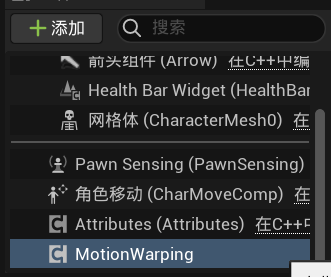 添加
搜索
箭头组件 (Arrow) 在C++中编
Health Bar Widget (HealthBar
网格体 (CharacterMesh0) 在
Pawn Sensing (PawnSensing)
角色移动 (CharMoveComp) 在
Attributes (Attributes) 在C++中
MotionWarping